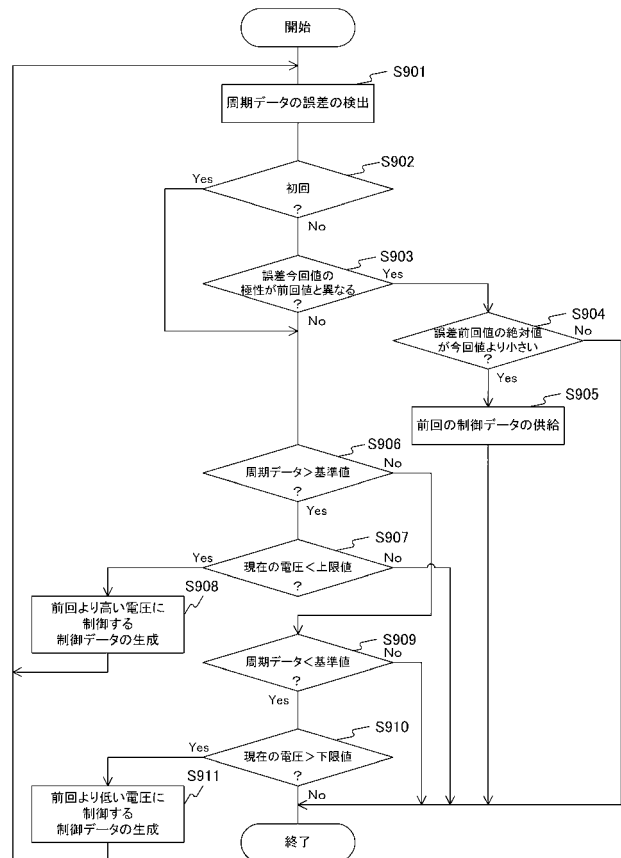 開始
S901
周期データの誤差の検出
S902
Yes
初回
?
No
S903
誤差今回値の
極性が前回値と異なる
?
Yes
No
S904
誤差前回値の絶対値
が今回値より小さい
?
No
Yes
S905
前回の制御データの供給
S906
周期データ＞基準値
?
No
Yes
S907
Yes
現在の電圧＜上限値
?
No
S908
前回より高い電圧に
制御する
制御データの生成
S909
周期データ＜基準値
?
No
Yes
S910
Yes
現在の電圧＞下限値
?
No
S911
前回より低い電圧に
制御する
制御データの生成
終了